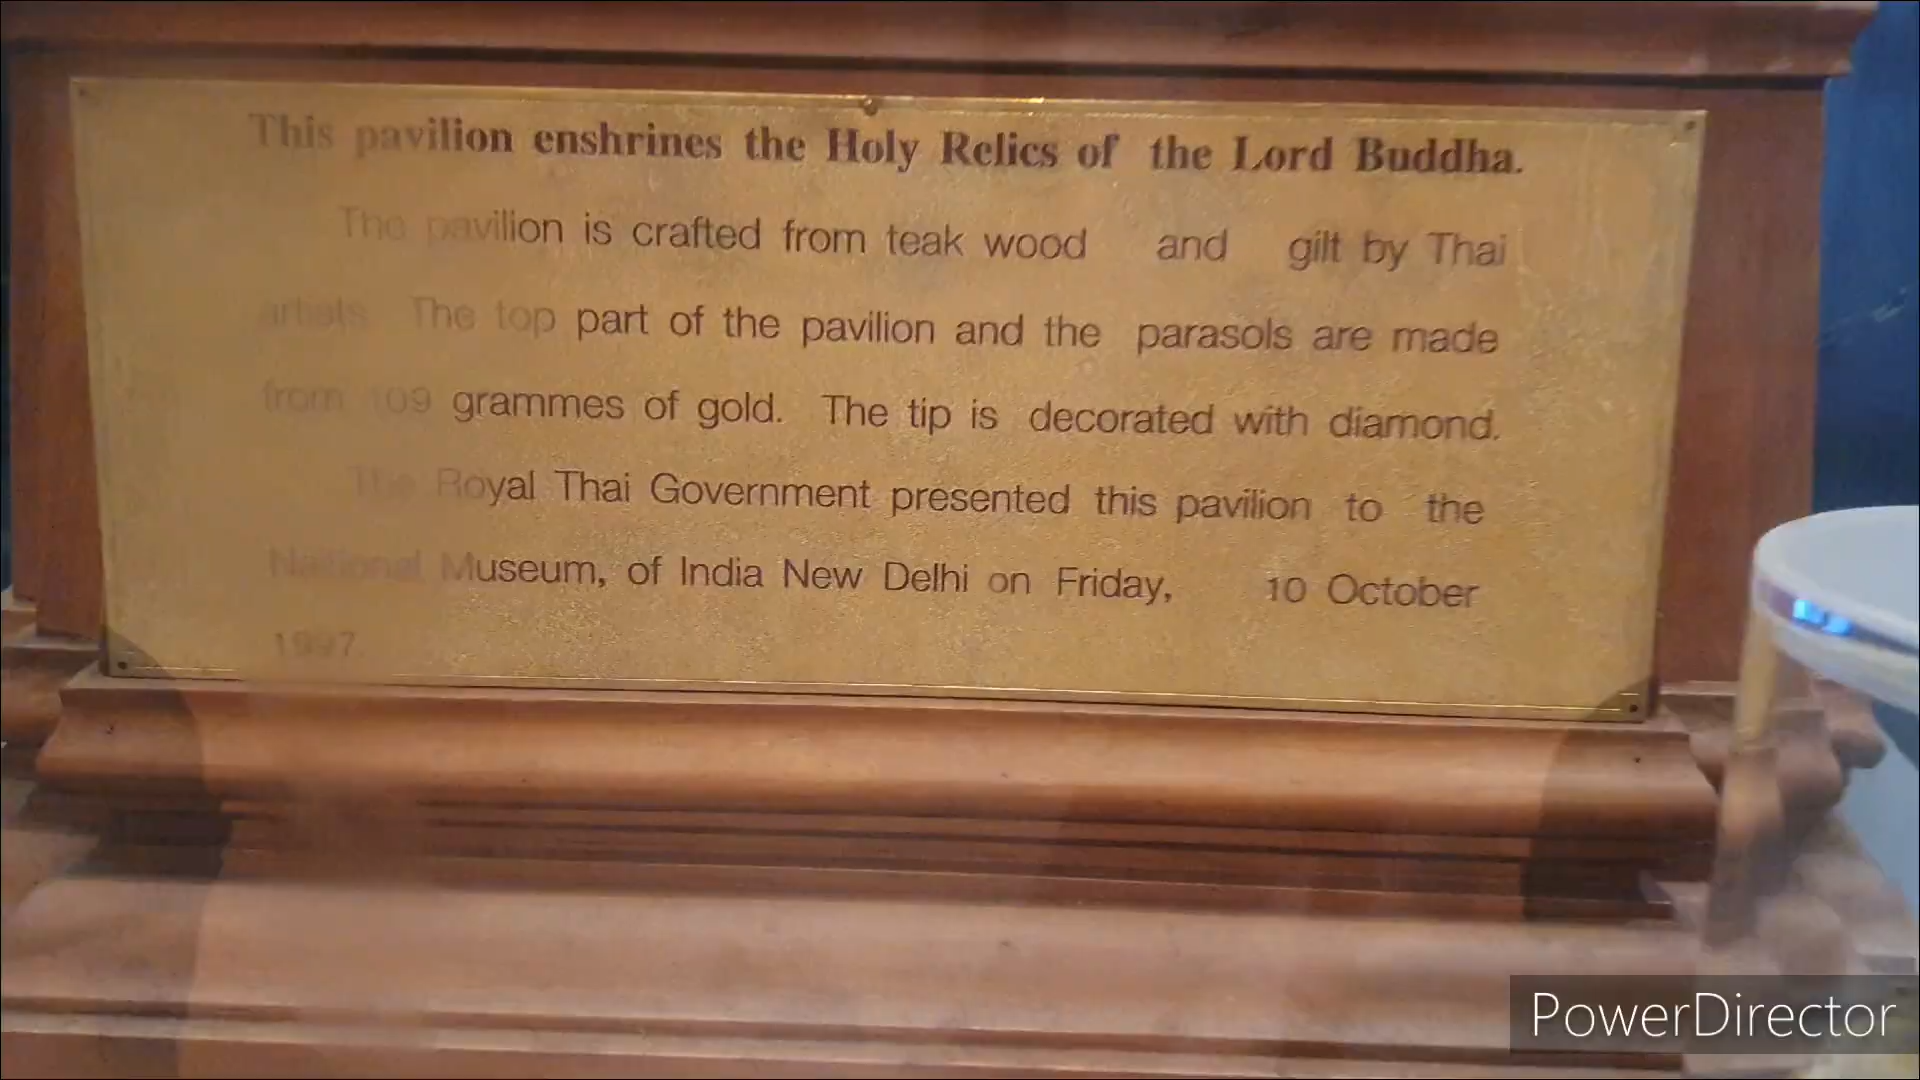 This pavilion enshrines the Holy Relics of the Lord Buddha.
The pavilion is crafted from teak wood and gilt by Thai
artists. The top part of the pavilion and the parasols are made
from 109 grammes of gold. The tip is decorated with diamond.
The Royal Thai Government presented this pavilion to the
National Museum, of India New Delhi on Friday, 10 October
1997.
PowerDirector